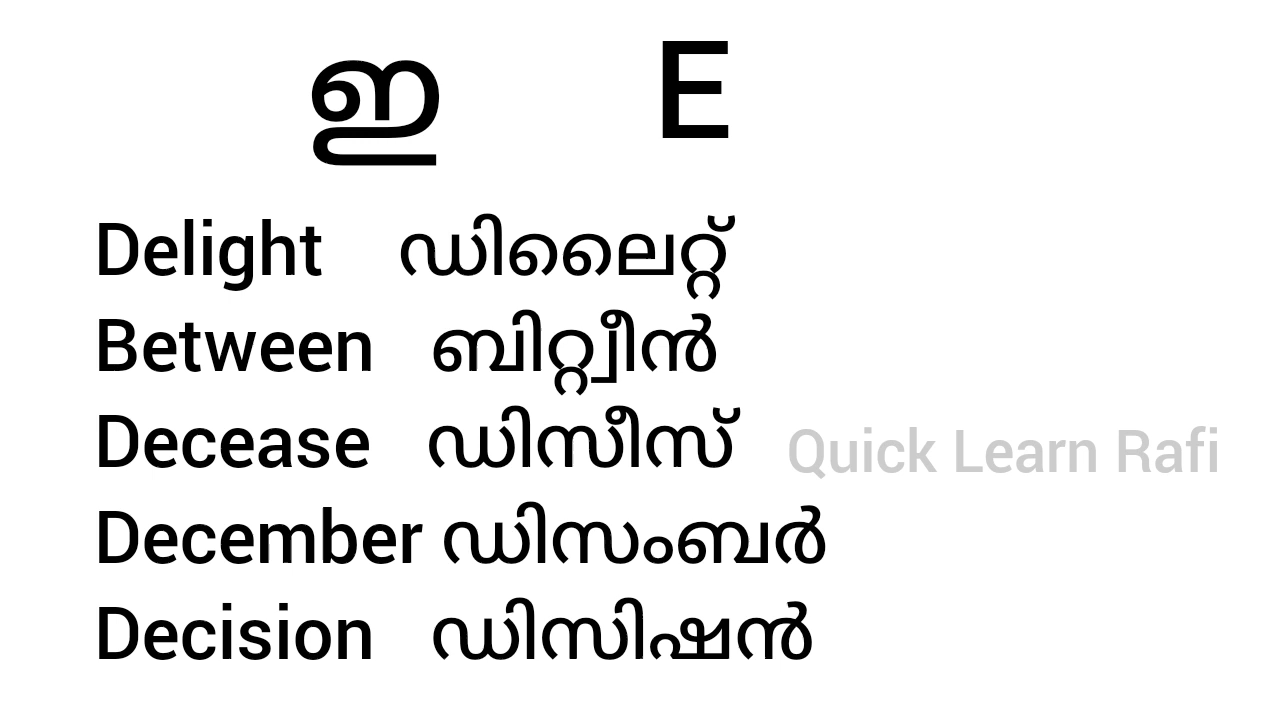 ഇ E
Delight ഡിലൈറ്റ്
Between ബിറ്റ്വീൻ
Decease ഡിസീസ്
Quick Learn Rafi
December ഡിസംബർ
Decision ഡിസിഷൻ